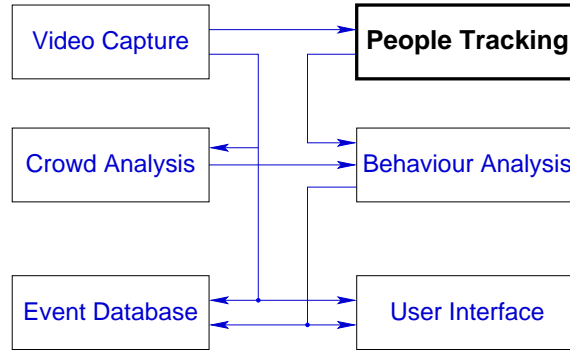 Video Capture
People Tracking
Crowd Analysis
Behaviour Analysis
Event Database
User Interface